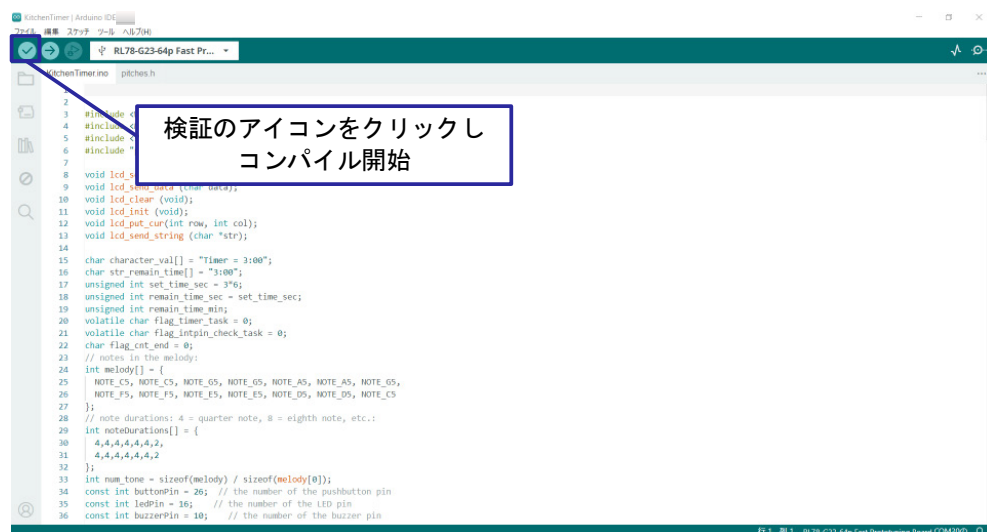 KitchenTimer | Arduino IDE
ファイル 編集 スケッチ ツール ヘルプ(H)
RL78-G23-64p Fast Pr...
KitchenTimer.ino pitches.h
1
2
3 #include <
4 #include <
5 #include <
6 #include "
検証のアイコンをクリックし
コンパイル開始
7
8 void lcd_s
9 void lcd_send_data (char data);
10 void lcd_clear (void);
11 void lcd_init (void);
12 void lcd_put_cur(int row, int col);
13 void lcd_send_string (char *str);
14
15 char character_val[] = "Timer = 3:00";
16 char str_remain_time[] = "3:00";
17 unsigned int set_time_sec = 3*6;
18 unsigned int remain_time_sec = set_time_sec;
19 unsigned int remain_time_min;
20 volatile char flag_timer_task = 0;
21 volatile char flag_intpin_check_task = 0;
22 char flag_cnt_end = 0;
23 // notes in the melody:
24 int melody[] = {
25 NOTE_C5, NOTE_C5, NOTE_G5, NOTE_G5, NOTE_A5, NOTE_A5, NOTE_G5,
26 NOTE_F5, NOTE_F5, NOTE_E5, NOTE_E5, NOTE_D5, NOTE_D5, NOTE_C5
27 };
28 // note durations: 4 = quarter note, 8 = eighth note, etc.:
29 int noteDurations[] = {
30 4,4,4,4,4,4,2,
31 4,4,4,4,4,4,2
32 };
33 int num_tone = sizeof(melody) / sizeof(melody[0]);
34 const int buttonPin = 26; // the number of the pushbutton pin
35 const int ledPin = 16; // the number of the LED pin
36 const int buzzerPin = 10; // the number of the buzzer pin
行 1、列 1 RL78-G23-64p Fast Prototyping Board